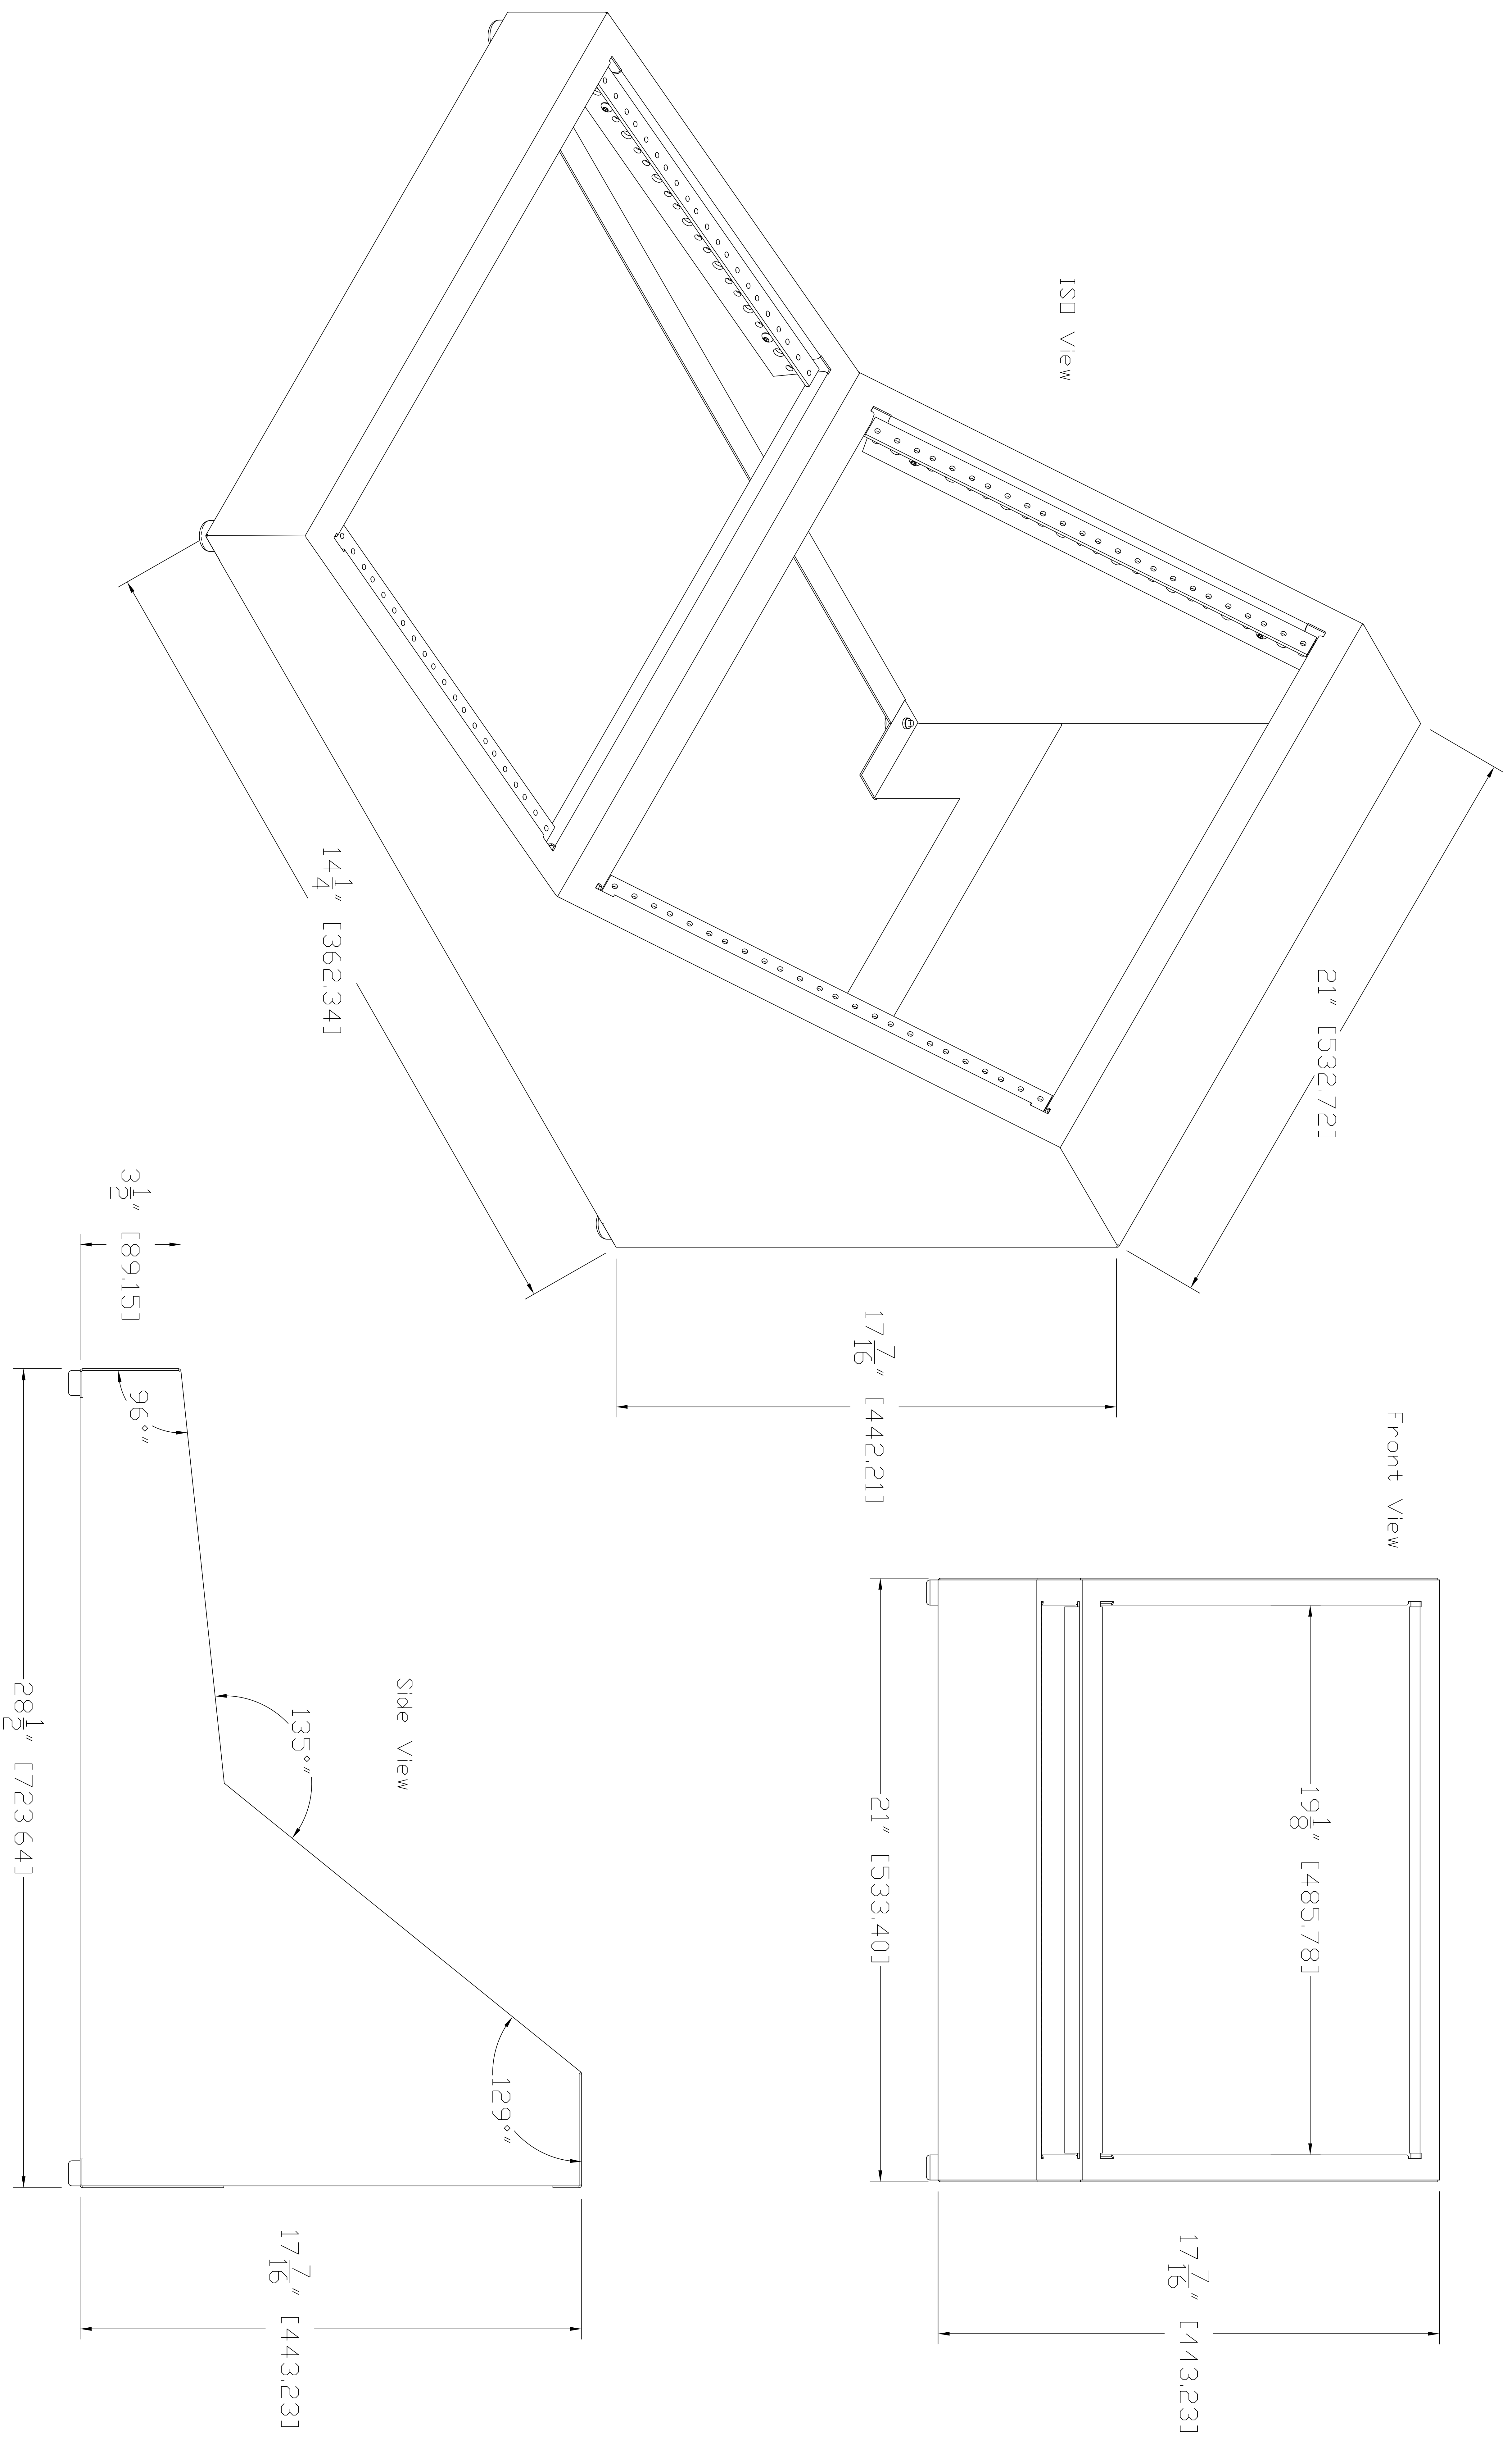 ISO View
21" [532.72]
14 1/4" [362.34]
17 7/16" [442.21]
Front View
19 1/8" [485.78]
21" [533.40]
17 7/16" [443.23]
Side View
3 1/2" [89.15]
96°"
135°"
129°"
28 1/2" [723.64]
17 7/16" [443.23]